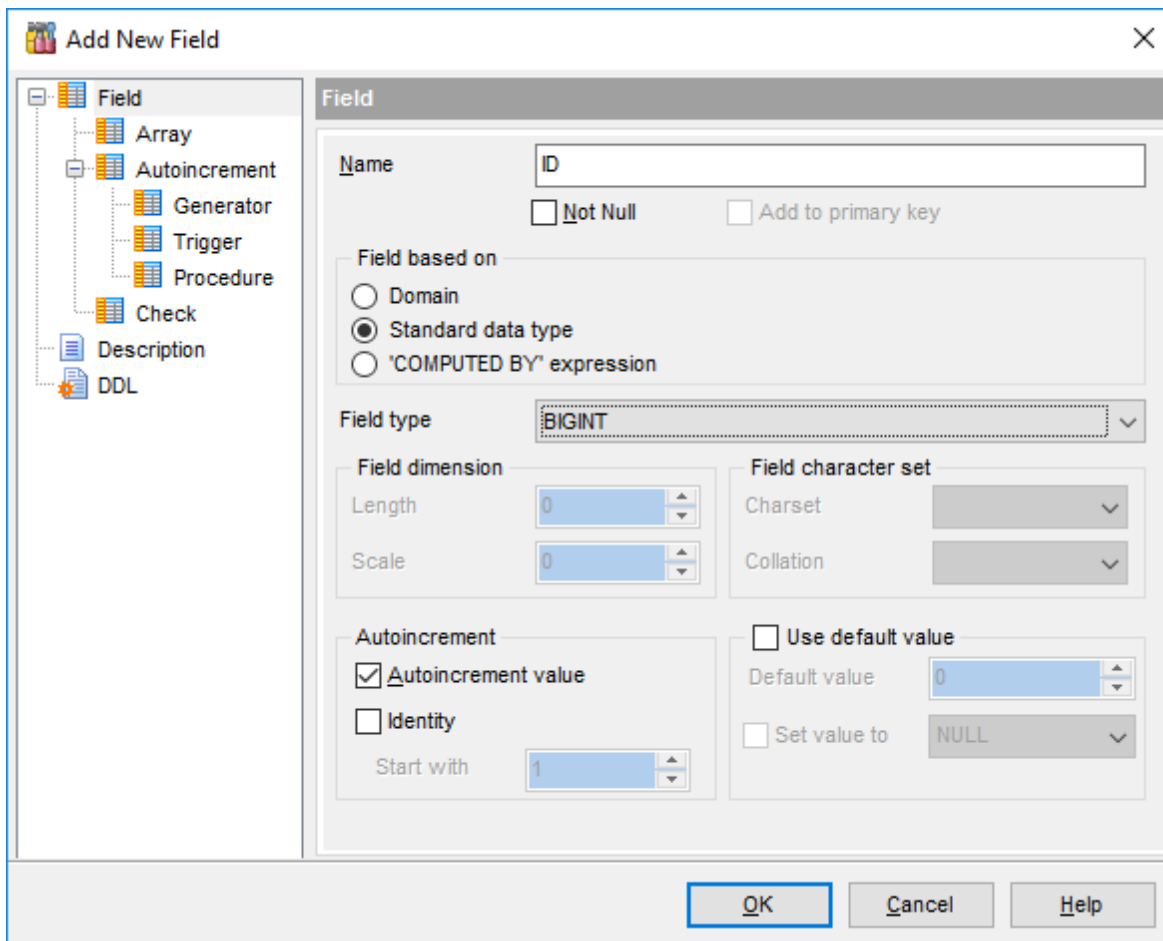 Add New Field
Field
Array
Autoincrement
Generator
Trigger
Procedure
Check
Description
DDL
Field
Name
ID
Not Null
Add to primary key
Field based on
Domain
Standard data type
'COMPUTED BY' expression
Field type
BIGINT
Field dimension
Length
0
Scale
0
Field character set
Charset
Collation
Autoincrement
Autoincrement value
Identity
Start with
1
Use default value
Default value
0
Set value to
NULL
OK
Cancel
Help